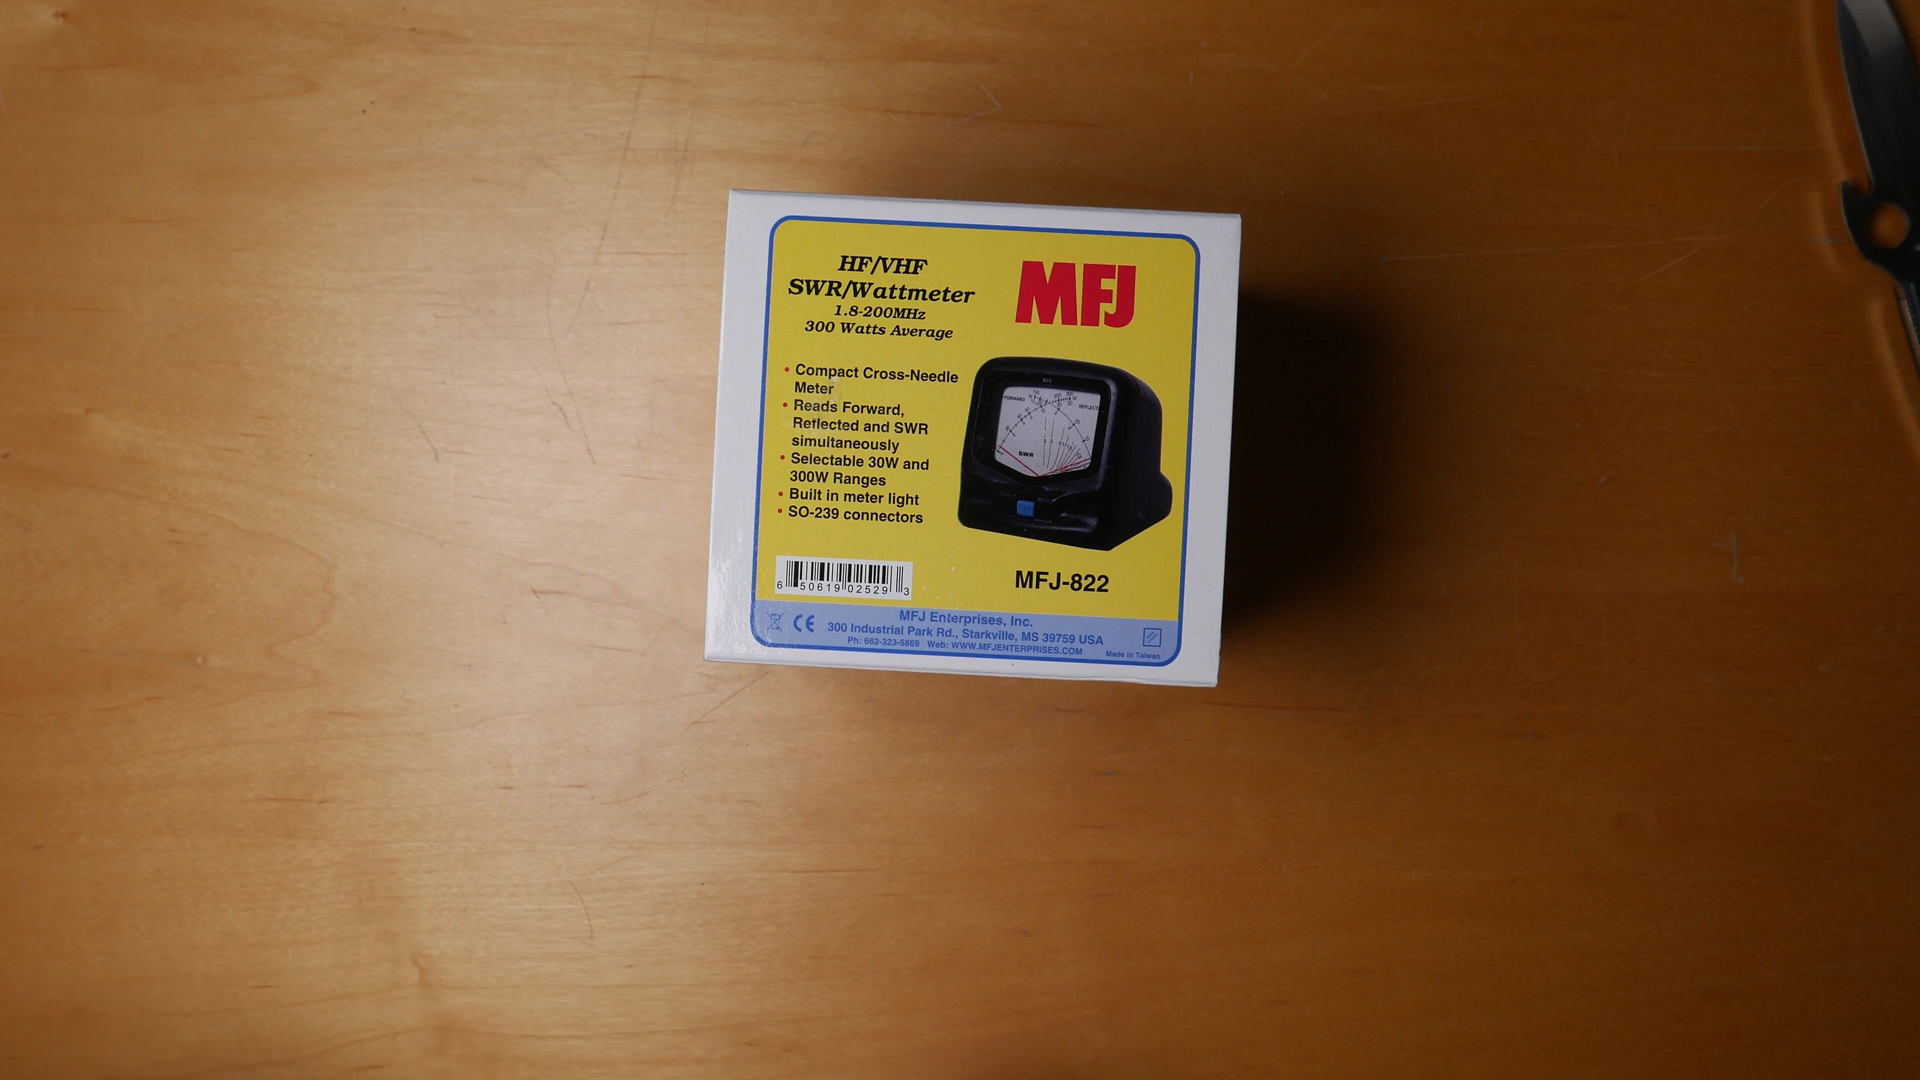 HF/VHF
SWR/Wattmeter
1.8-200MHz
300 Watts Average
MFJ
• Compact Cross-Needle
Meter
• Reads Forward,
Reflected and SWR
simultaneously
• Selectable 30W and
300W Ranges
• Built in meter light
• SO-239 connectors
FORWARD
REFLECT
SWR
6 50619 02529 3
MFJ-822
MFJ Enterprises, Inc.
300 Industrial Park Rd., Starkville, MS 39759 USA
Ph: 662-323-5869 Web: WWW.MFJENTERPRISES.COM
Made in Taiwan
CE